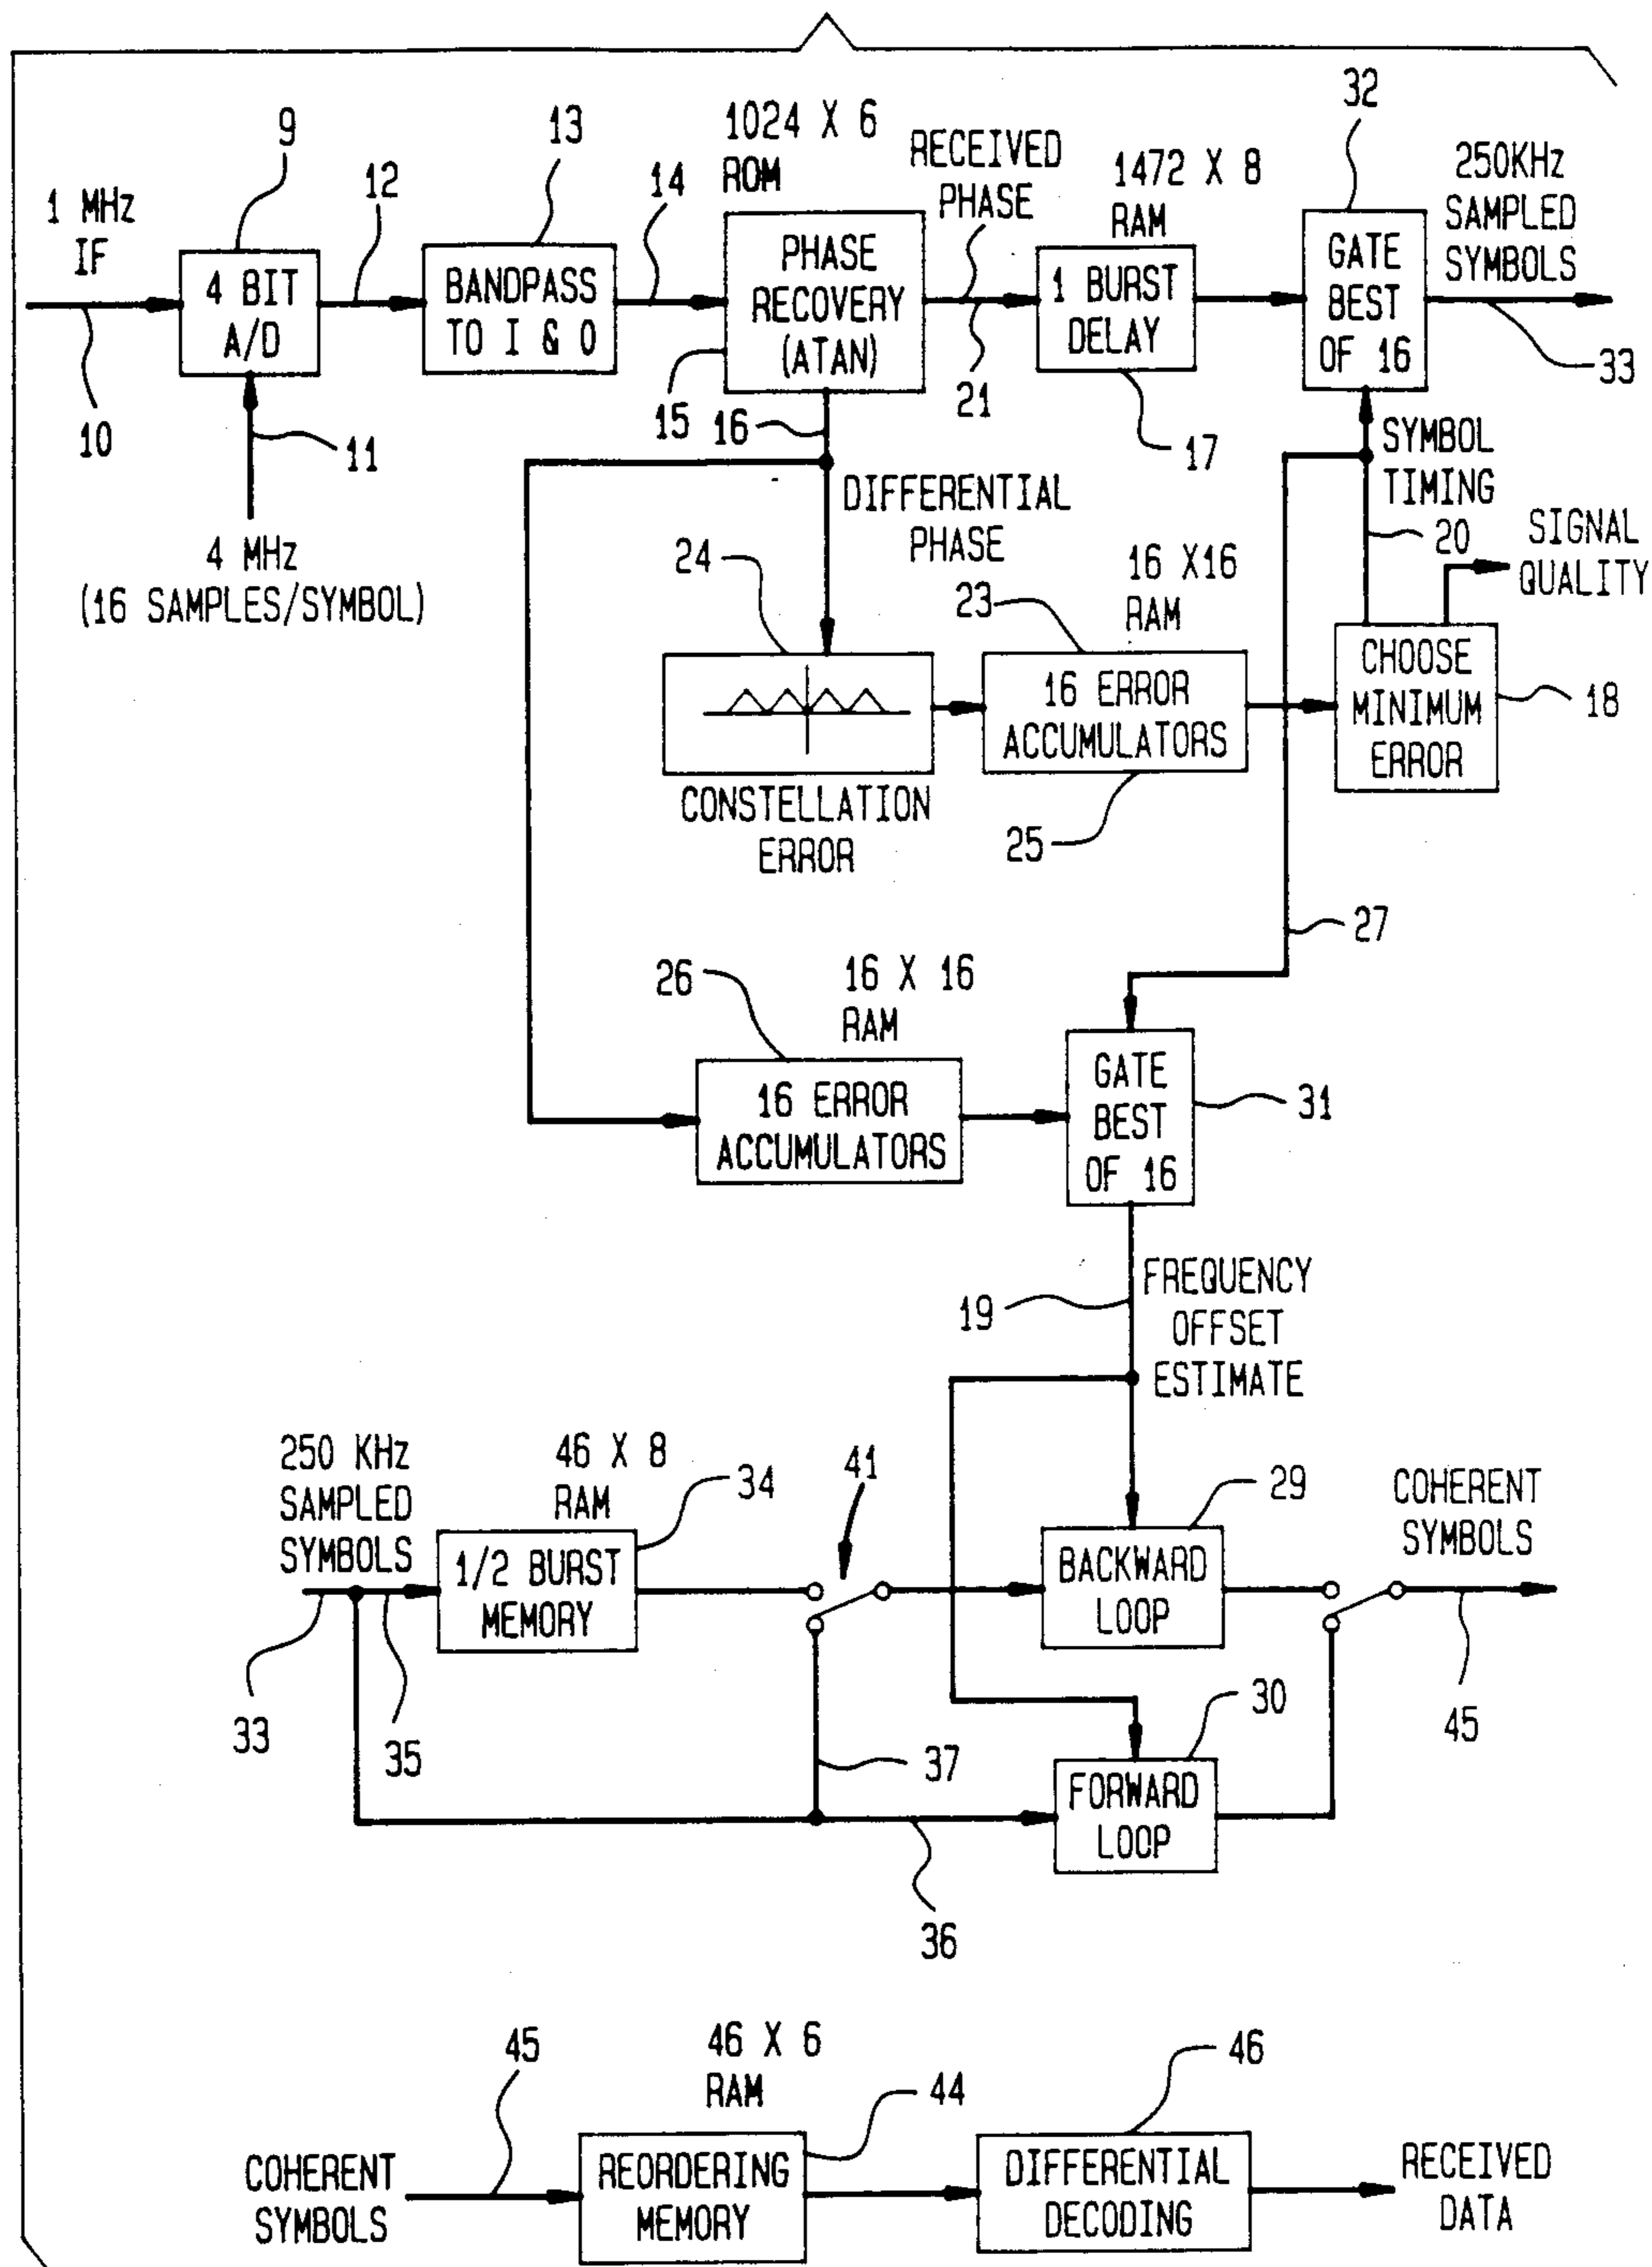 9
10
1 MHz
IF
4 BIT
A/D
11
4 MHz
(16 SAMPLES/SYMBOL)
12
13
BANDPASS
TO I & O
14
1024 X 6
ROM
PHASE
RECOVERY
(ATAN)
15
16
RECEIVED
PHASE
21
1472 X 8
RAM
1 BURST
DELAY
17
32
GATE
BEST
OF 16
250KHz
SAMPLED
SYMBOLS
33
SYMBOL
TIMING
20
SIGNAL
QUALITY
DIFFERENTIAL
PHASE
24
CONSTELLATION
ERROR
23
16 X16
RAM
16 ERROR
ACCUMULATORS
25
CHOOSE
MINIMUM
ERROR
18
27
26
16 X 16
RAM
16 ERROR
ACCUMULATORS
GATE
BEST
OF 16
31
19
FREQUENCY
OFFSET
ESTIMATE
250 KHz
SAMPLED
SYMBOLS
33
35
46 X 8
RAM
34
1/2 BURST
MEMORY
41
37
36
29
BACKWARD
LOOP
30
FORWARD
LOOP
COHERENT
SYMBOLS
45
COHERENT
SYMBOLS
45
46 X 6
RAM
44
REORDERING
MEMORY
46
DIFFERENTIAL
DECODING
RECEIVED
DATA